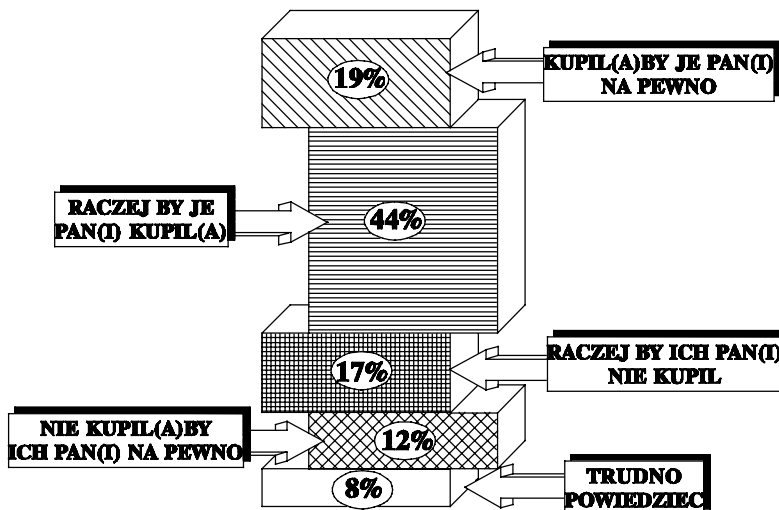 19%
KUPIL(A)BY JE PAN(I)
NA PEWNO
RACZEJ BY JE
PAN(I) KUPIL(A)
44%
17%
RACZEJ BY ICH PAN(I)
NIE KUPIL
NIE KUPIL(A)BY
ICH PAN(I) NA PEWNO
12%
8%
TRUDNO
POWIEDZIEC